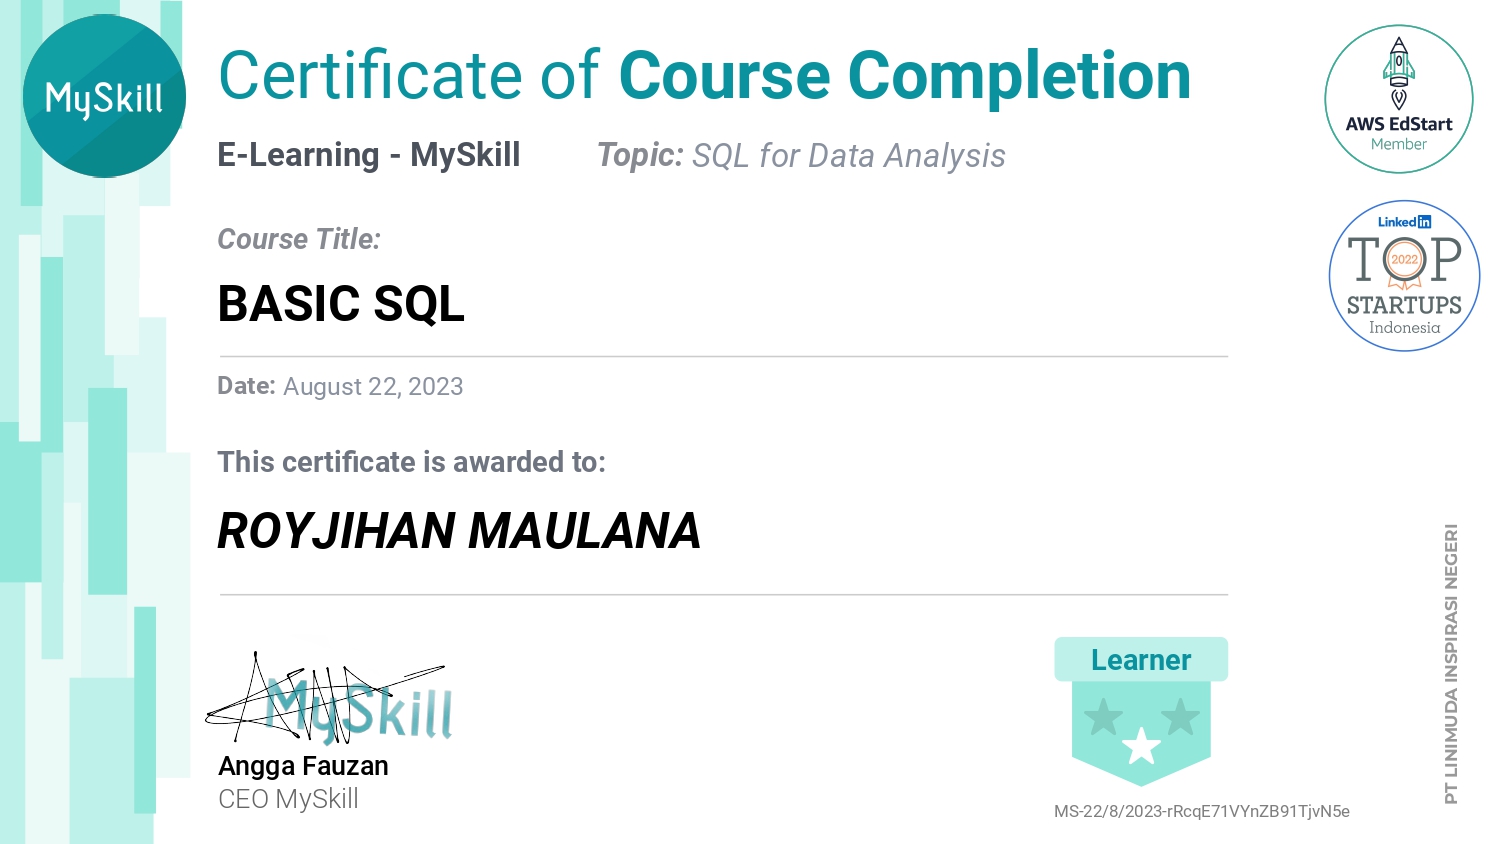 MySkill
Certificate of Course Completion
E-Learning - MySkill
Topic: SQL for Data Analysis
Course Title:
BASIC SQL
Date: August 22, 2023
This certificate is awarded to:
ROYJIHAN MAULANA
MySkill
Angga Fauzan
CEO MySkill
Learner
MS-22/8/2023-rRcqE71VYnZB91TjvN5e
AWS EdStart
Member
Linked in
TOP
2022
STARTUPS
Indonesia
PT LINIMUDA INSPIRASI NEGERI